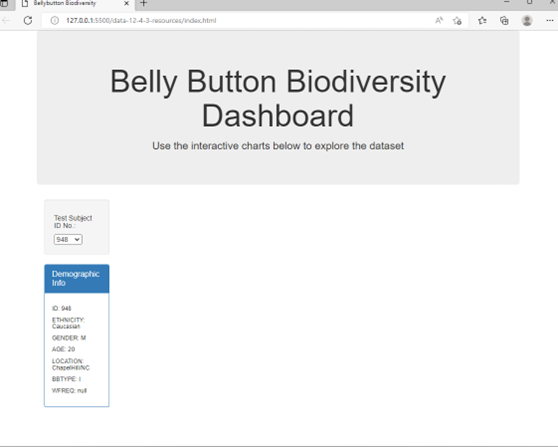 Bellybutton Biodiversity
127.0.0.1:5500/data-12-4-3-resources/index.html
Belly Button Biodiversity
Dashboard
Use the interactive charts below to explore the dataset
Test Subject
ID No.:
948
Demographic
Info
ID: 948
ETHNICITY:
Caucasian
GENDER: M
AGE: 20
LOCATION:
ChapelHill/NC
BBTYPE: I
WFREQ: null